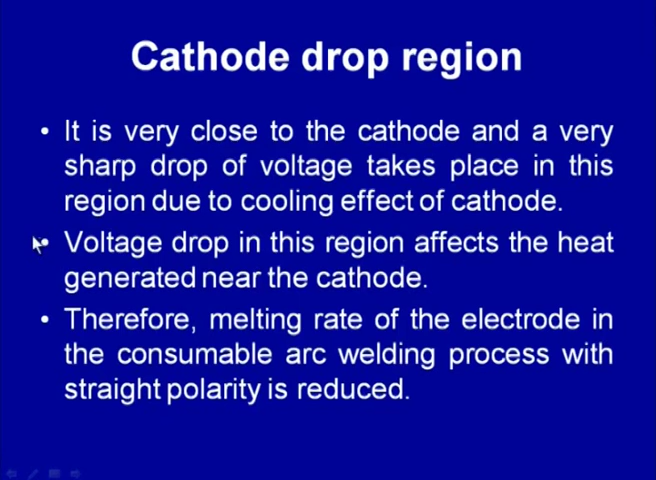 Cathode drop region
• It is very close to the cathode and a very
sharp drop of voltage takes place in this
region due to cooling effect of cathode.
• Voltage drop in this region affects the heat
generated near the cathode.
• Therefore, melting rate of the electrode in
the consumable arc welding process with
straight polarity is reduced.